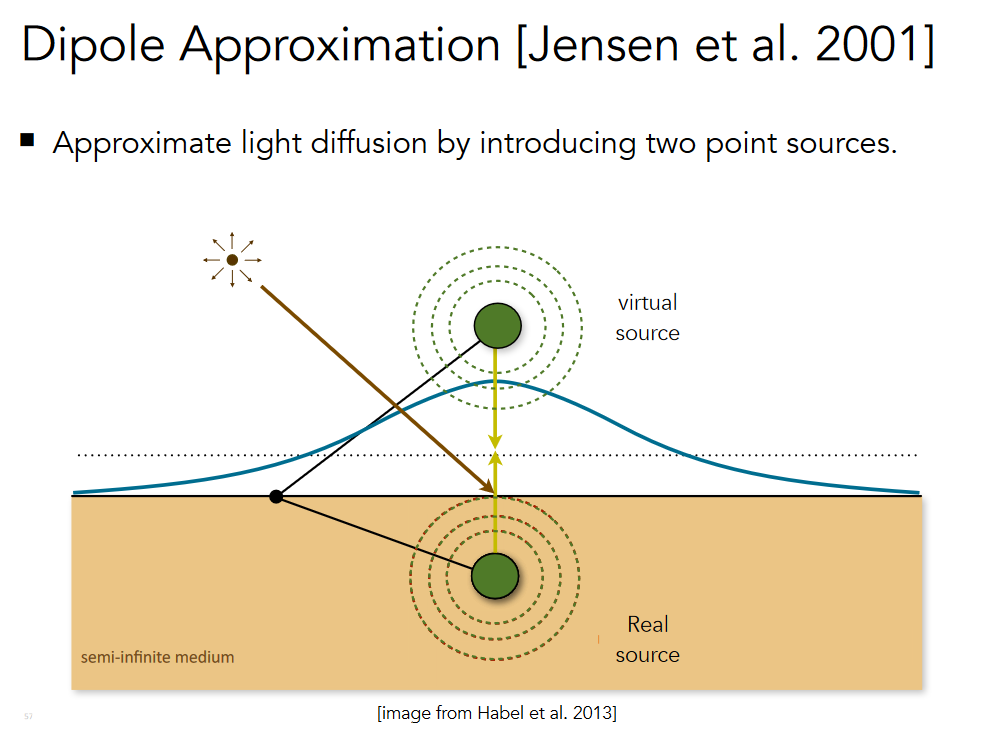 Dipole Approximation [Jensen et al. 2001]
■ Approximate light diffusion by introducing two point sources.
virtual
source
Real
source
semi-infinite medium
[image from Habel et al. 2013]
57